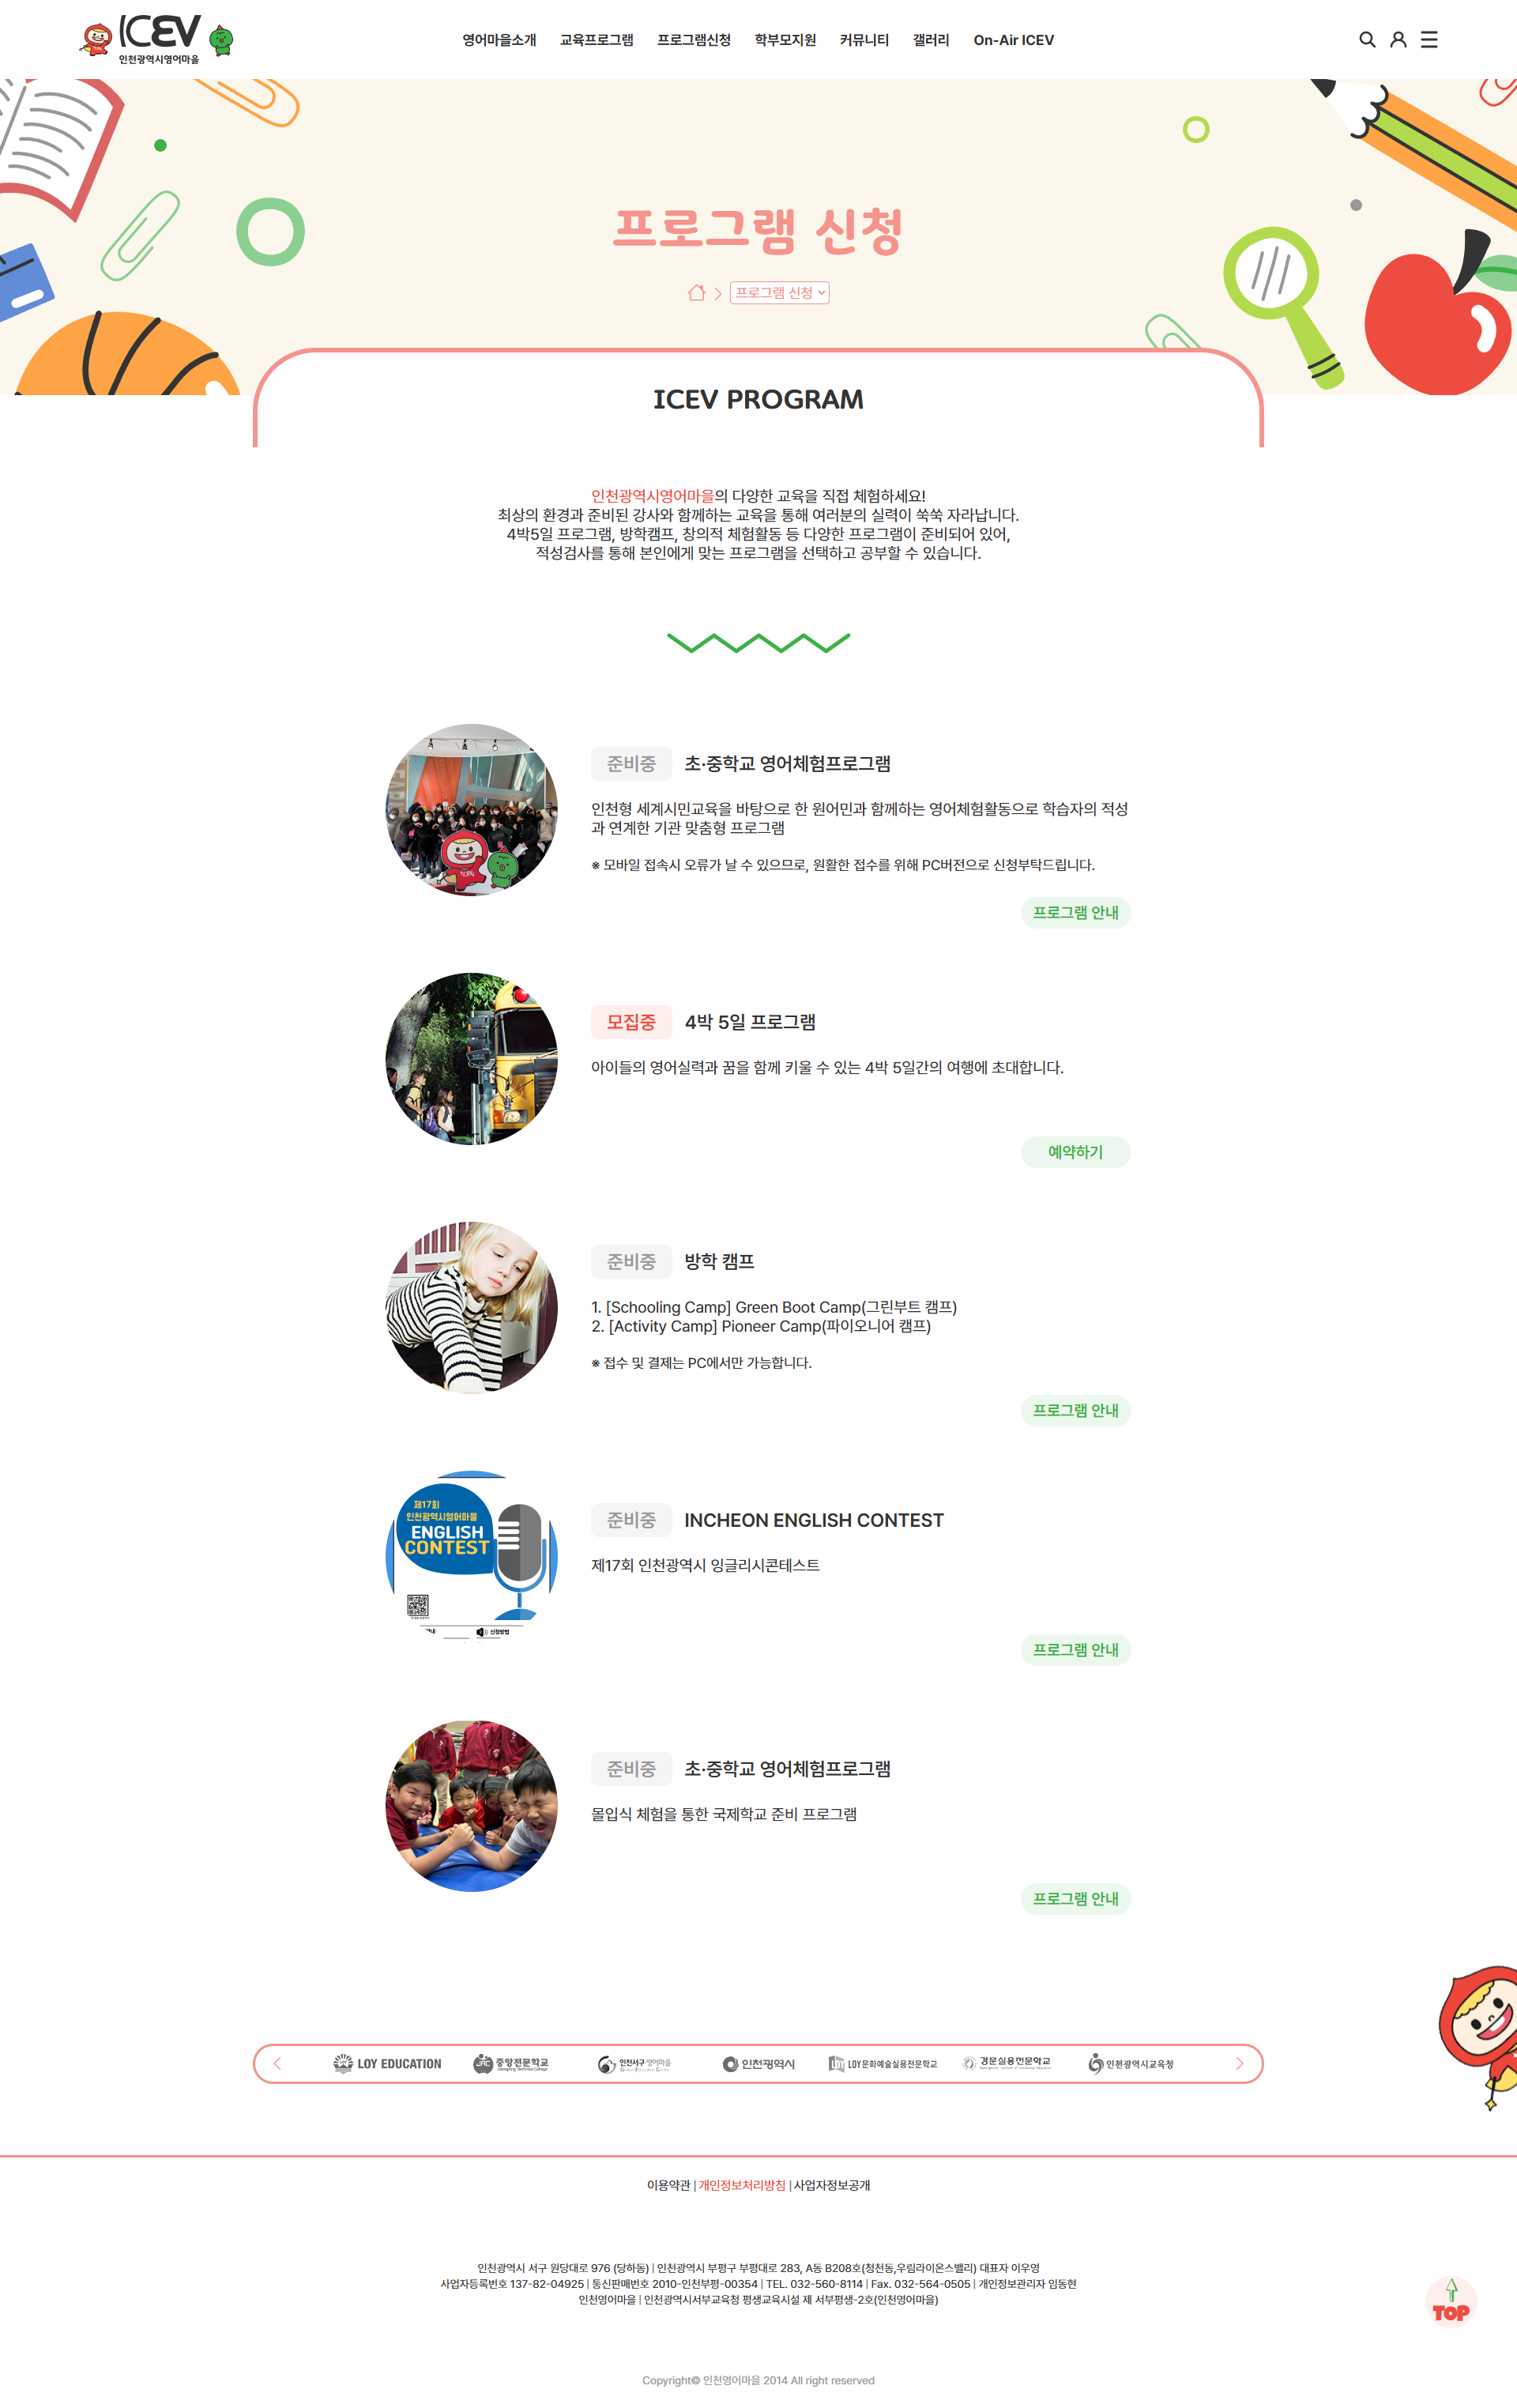 ICEV
인천광역시영어마을
영어마을소개 교육프로그램 프로그램신청 학부모지원 커뮤니티 갤러리 On-Air ICEV
프로그램 신청
프로그램 신청
ICEV PROGRAM
인천광역시영어마을의 다양한 교육을 직접 체험하세요!
최상의 환경과 준비된 강사와 함께하는 교육을 통해 여러분의 실력이 쑥쑥 자라납니다.
4박5일 프로그램, 방학캠프, 창의적 체험활동 등 다양한 프로그램이 준비되어 있어,
적성검사를 통해 본인에게 맞는 프로그램을 선택하고 공부할 수 있습니다.
준비중 초·중학교 영어체험프로그램
인천형 세계시민교육을 바탕으로 한 원어민과 함께하는 영어체험활동으로 학습자의 적성
과 연계한 기관 맞춤형 프로그램
※ 모바일 접속시 오류가 날 수 있으므로, 원활한 접수를 위해 PC버전으로 신청부탁드립니다.
ICEV
프로그램 안내
모집중 4박 5일 프로그램
아이들의 영어실력과 꿈을 함께 키울 수 있는 4박 5일간의 여행에 초대합니다.
예약하기
준비중 방학 캠프
1. [Schooling Camp] Green Boot Camp(그린부트 캠프)
2. [Activity Camp] Pioneer Camp(파이오니어 캠프)
※ 접수 및 결제는 PC에서만 가능합니다.
프로그램 안내
제17회
인천광역시영어마을
ENGLISH
CONTEST
신청방법
준비중 INCHEON ENGLISH CONTEST
제17회 인천광역시 잉글리시콘테스트
프로그램 안내
준비중 초·중학교 영어체험프로그램
몰입식 체험을 통한 국제학교 준비 프로그램
프로그램 안내
LOY EDUCATION JAC 중앙전문학교 인천서구 영어마을 인천광역시 LOY LOY문화예술실용전문학교 경문실용전문학교 인천광역시교육청
이용약관 | 개인정보처리방침 | 사업자정보공개
인천광역시 서구 원당대로 976 (당하동) | 인천광역시 부평구 부평대로 283, A동 B208호(청천동,우림라이온스밸리) 대표자 이우영
사업자등록번호 137-82-04925 | 통신판매번호 2010-인천부평-00354 | TEL. 032-560-8114 | Fax. 032-564-0505 | 개인정보관리자 임동현
인천영어마을 | 인천광역시서부교육청 평생교육시설 제 서부평생-2호(인천영어마을)
TOP
Copyright© 인천영어마을 2014 All right reserved